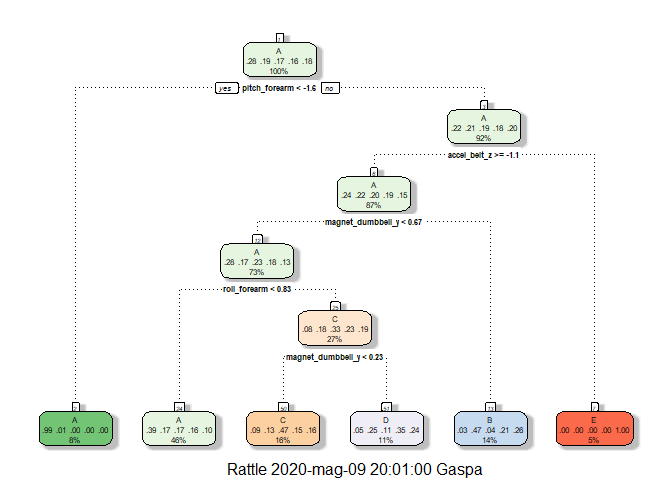 1
A
.28 .19 .17 .16 .18
100%
yes
pitch_forearm < -1.6
no
3
A
.22 .21 .19 .18 .20
92%
accel_belt_z >= -1.1
6
A
.24 .22 .20 .19 .15
87%
magnet_dumbbell_y < 0.67
12
A
.28 .17 .23 .18 .13
73%
roll_forearm < 0.83
25
C
.08 .18 .33 .23 .19
27%
magnet_dumbbell_y < 0.23
2
A
.99 .01 .00 .00 .00
8%
24
A
.39 .17 .17 .16 .10
46%
50
C
.09 .13 .47 .15 .16
16%
51
D
.05 .25 .11 .35 .24
11%
13
B
.03 .47 .04 .21 .26
14%
7
E
.00 .00 .00 .00 1.00
5%
Rattle 2020-mag-09 20:01:00 Gaspa